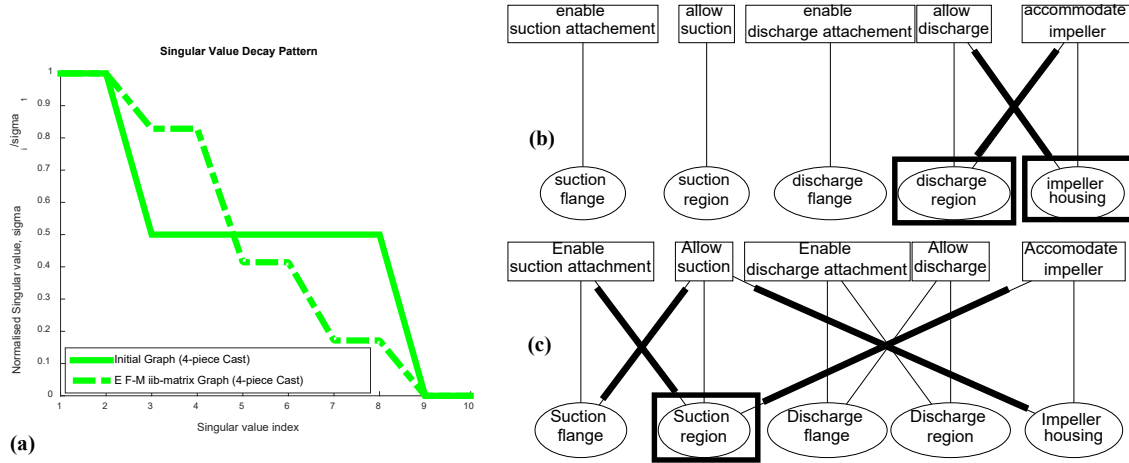 Singular Value Decay Pattern
Normalised Singular value, sigma i/sigma 1
1
0.9
0.8
0.7
0.6
0.5
0.4
0.3
0.2
0.1
0
Initial Graph (4-piece Cast)
E F-M iib-matrix Graph (4-piece Cast)
1 2 3 4 5 6 7 8 9 10
Singular value index
(a)
enable
suction attachement
allow
suction
enable
discharge attachement
allow
discharge
accommodate
impeller
(b)
suction
flange
suction
region
discharge
flange
discharge
region
impeller
housing
Enable
suction attachment
Allow
suction
Enable
discharge attachment
Allow
discharge
Accomodate
impeller
(c)
Suction
flange
Suction
region
Discharge
flange
Discharge
region
Impeller
housing